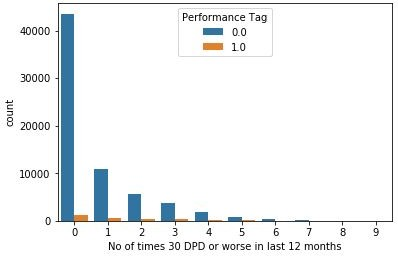 Performance Tag
0.0
1.0
40000
30000
20000
10000
0
count
0 1 2 3 4 5 6 7 8 9
No of times 30 DPD or worse in last 12 months